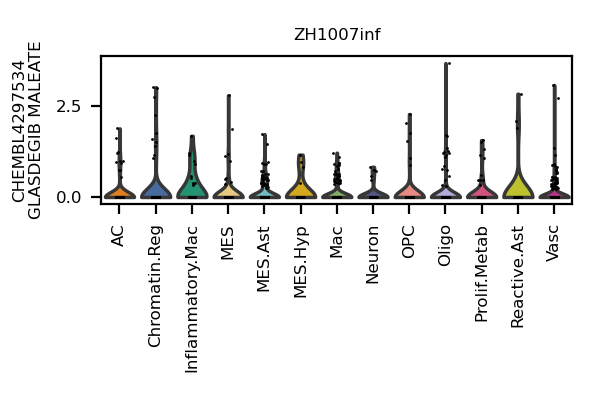 ZH1007inf
CHEMBL4297534
GLASDEGIB MALEATE
2.5
0.0
AC
Chromatin.Reg
Inflammatory.Mac
MES
MES.Ast
MES.Hyp
Mac
Neuron
OPC
Oligo
Prolif.Metab
Reactive.Ast
Vasc